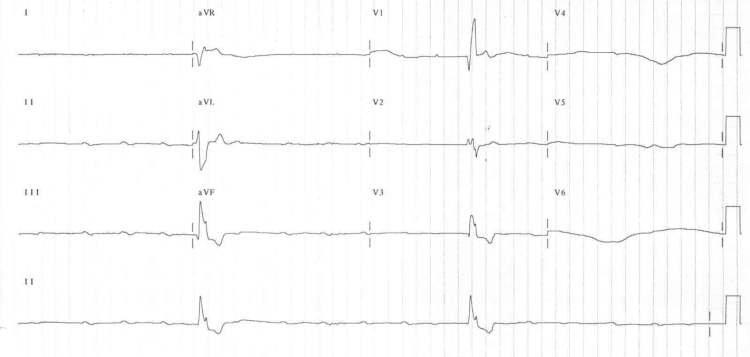 I aVR V1 V4
II aVL V2 V5
III aVF V3 V6
II